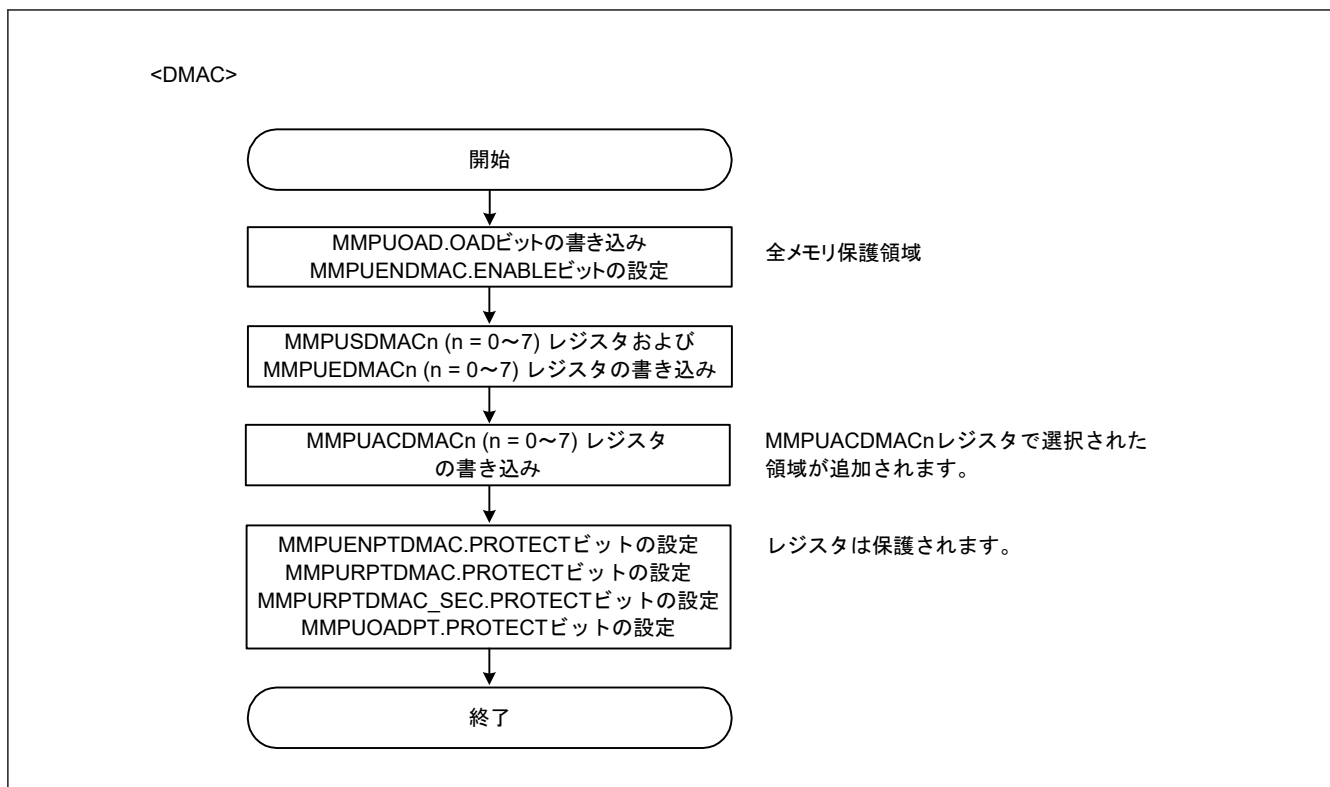 <DMAC>
開始
MMPUOAD.OADビットの書き込み
MMPUENDMAC.ENABLEビットの設定
全メモリ保護領域
MMPUSDMACn (n = 0～7) レジスタおよび
MMPUEDMACn (n = 0～7) レジスタの書き込み
MMPUACDMACn (n = 0～7) レジスタ
の書き込み
MMPUACDMACnレジスタで選択された
領域が追加されます。
MMPUENPTDMAC.PROTECTビットの設定
MMPURPTDMAC.PROTECTビットの設定
MMPURPTDMAC_SEC.PROTECTビットの設定
MMPUOADPT.PROTECTビットの設定
レジスタは保護されます。
終了